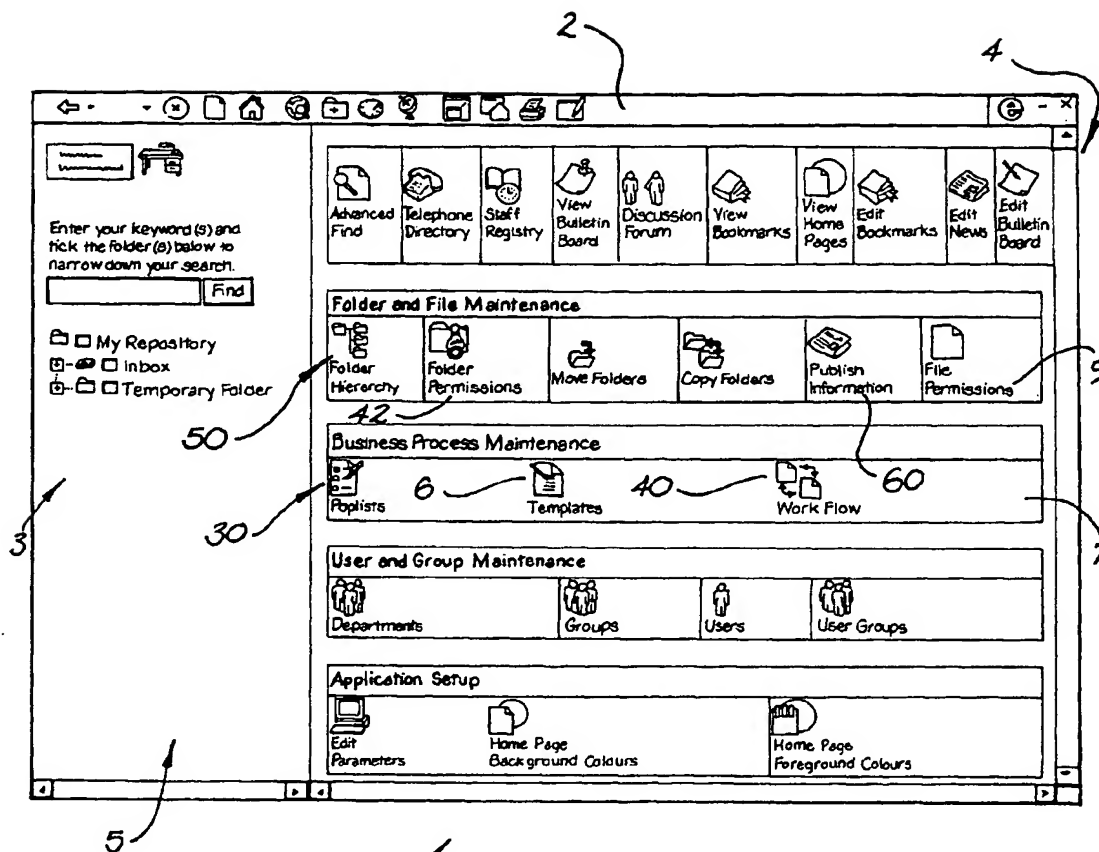 2
4
Enter your keyword(s) and
tick the folder(s) below to
narrow down your search.
Find
My Repository
Inbox
Temporary Folder
Advanced
Find
Telephone
Directory
Staff
Registry
View
Bulletin
Board
Discussion
Forum
View
Bookmarks
View
Home
Pages
Edit
Bookmarks
Edit
News
Edit
Bulletin
Board
Folder and File Maintenance
Folder
Hierarchy
Folder
Permissions
Move Folders
Copy Folders
Publish
Information
File
Permissions
50
42
60
Business Process Maintenance
30
Poplists
6
Templates
40
Work Flow
3
User and Group Maintenance
Departments
Groups
Users
User Groups
Application Setup
Edit
Parameters
Home Page
Background Colours
Home Page
Foreground Colours
5